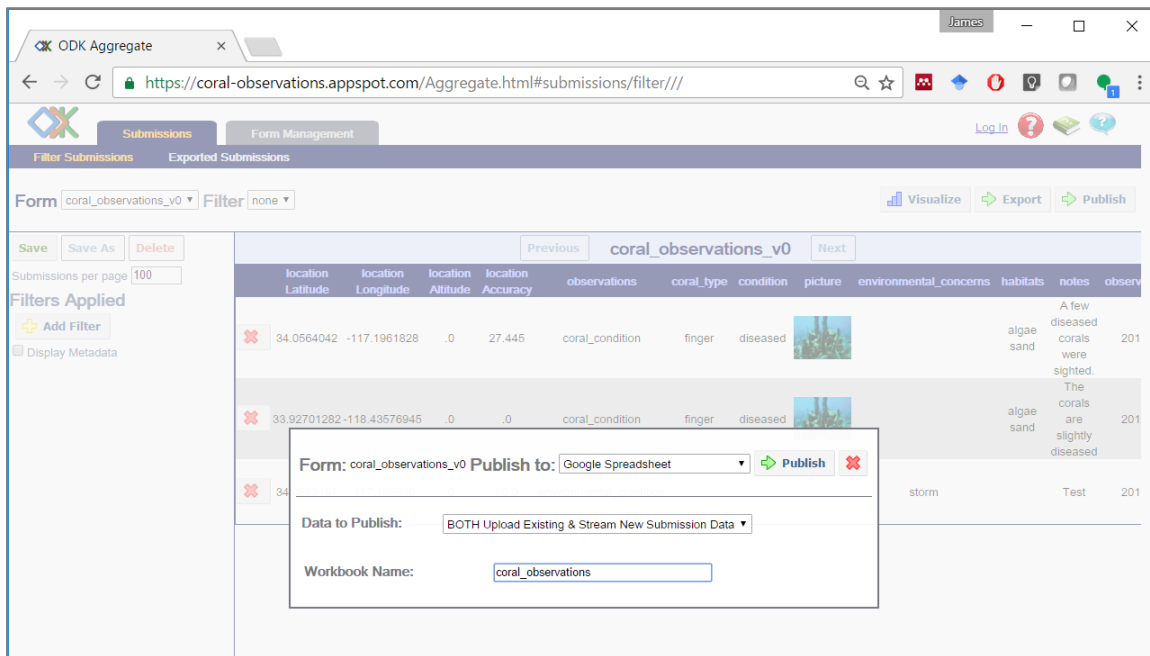 James
ODK Aggregate
https://coral-observations.appspot.com/Aggregate.html#submissions/filter///
1
Submissions Form Management Log In
Filter Submissions Exported Submissions
Form coral_observations_v0 Filter none Visualize Export Publish
Save Save As Delete Previous coral_observations_v0 Next
Submissions per page 100
Filters Applied
Add Filter
Display Metadata
location Latitude location Longitude location Altitude location Accuracy observations coral_type condition picture environmental_concerns habitats notes observ
34.0564042 -117.1961828 .0 27.445 coral_condition finger diseased algae sand A few diseased corals were sighted. 201
33.92701282 -118.43576945 .0 .0 coral_condition finger diseased algae sand The corals are slightly diseased 201
34 storm Test 201
Form: coral_observations_v0 Publish to: Google Spreadsheet Publish
Data to Publish: BOTH Upload Existing & Stream New Submission Data
Workbook Name: coral_observations